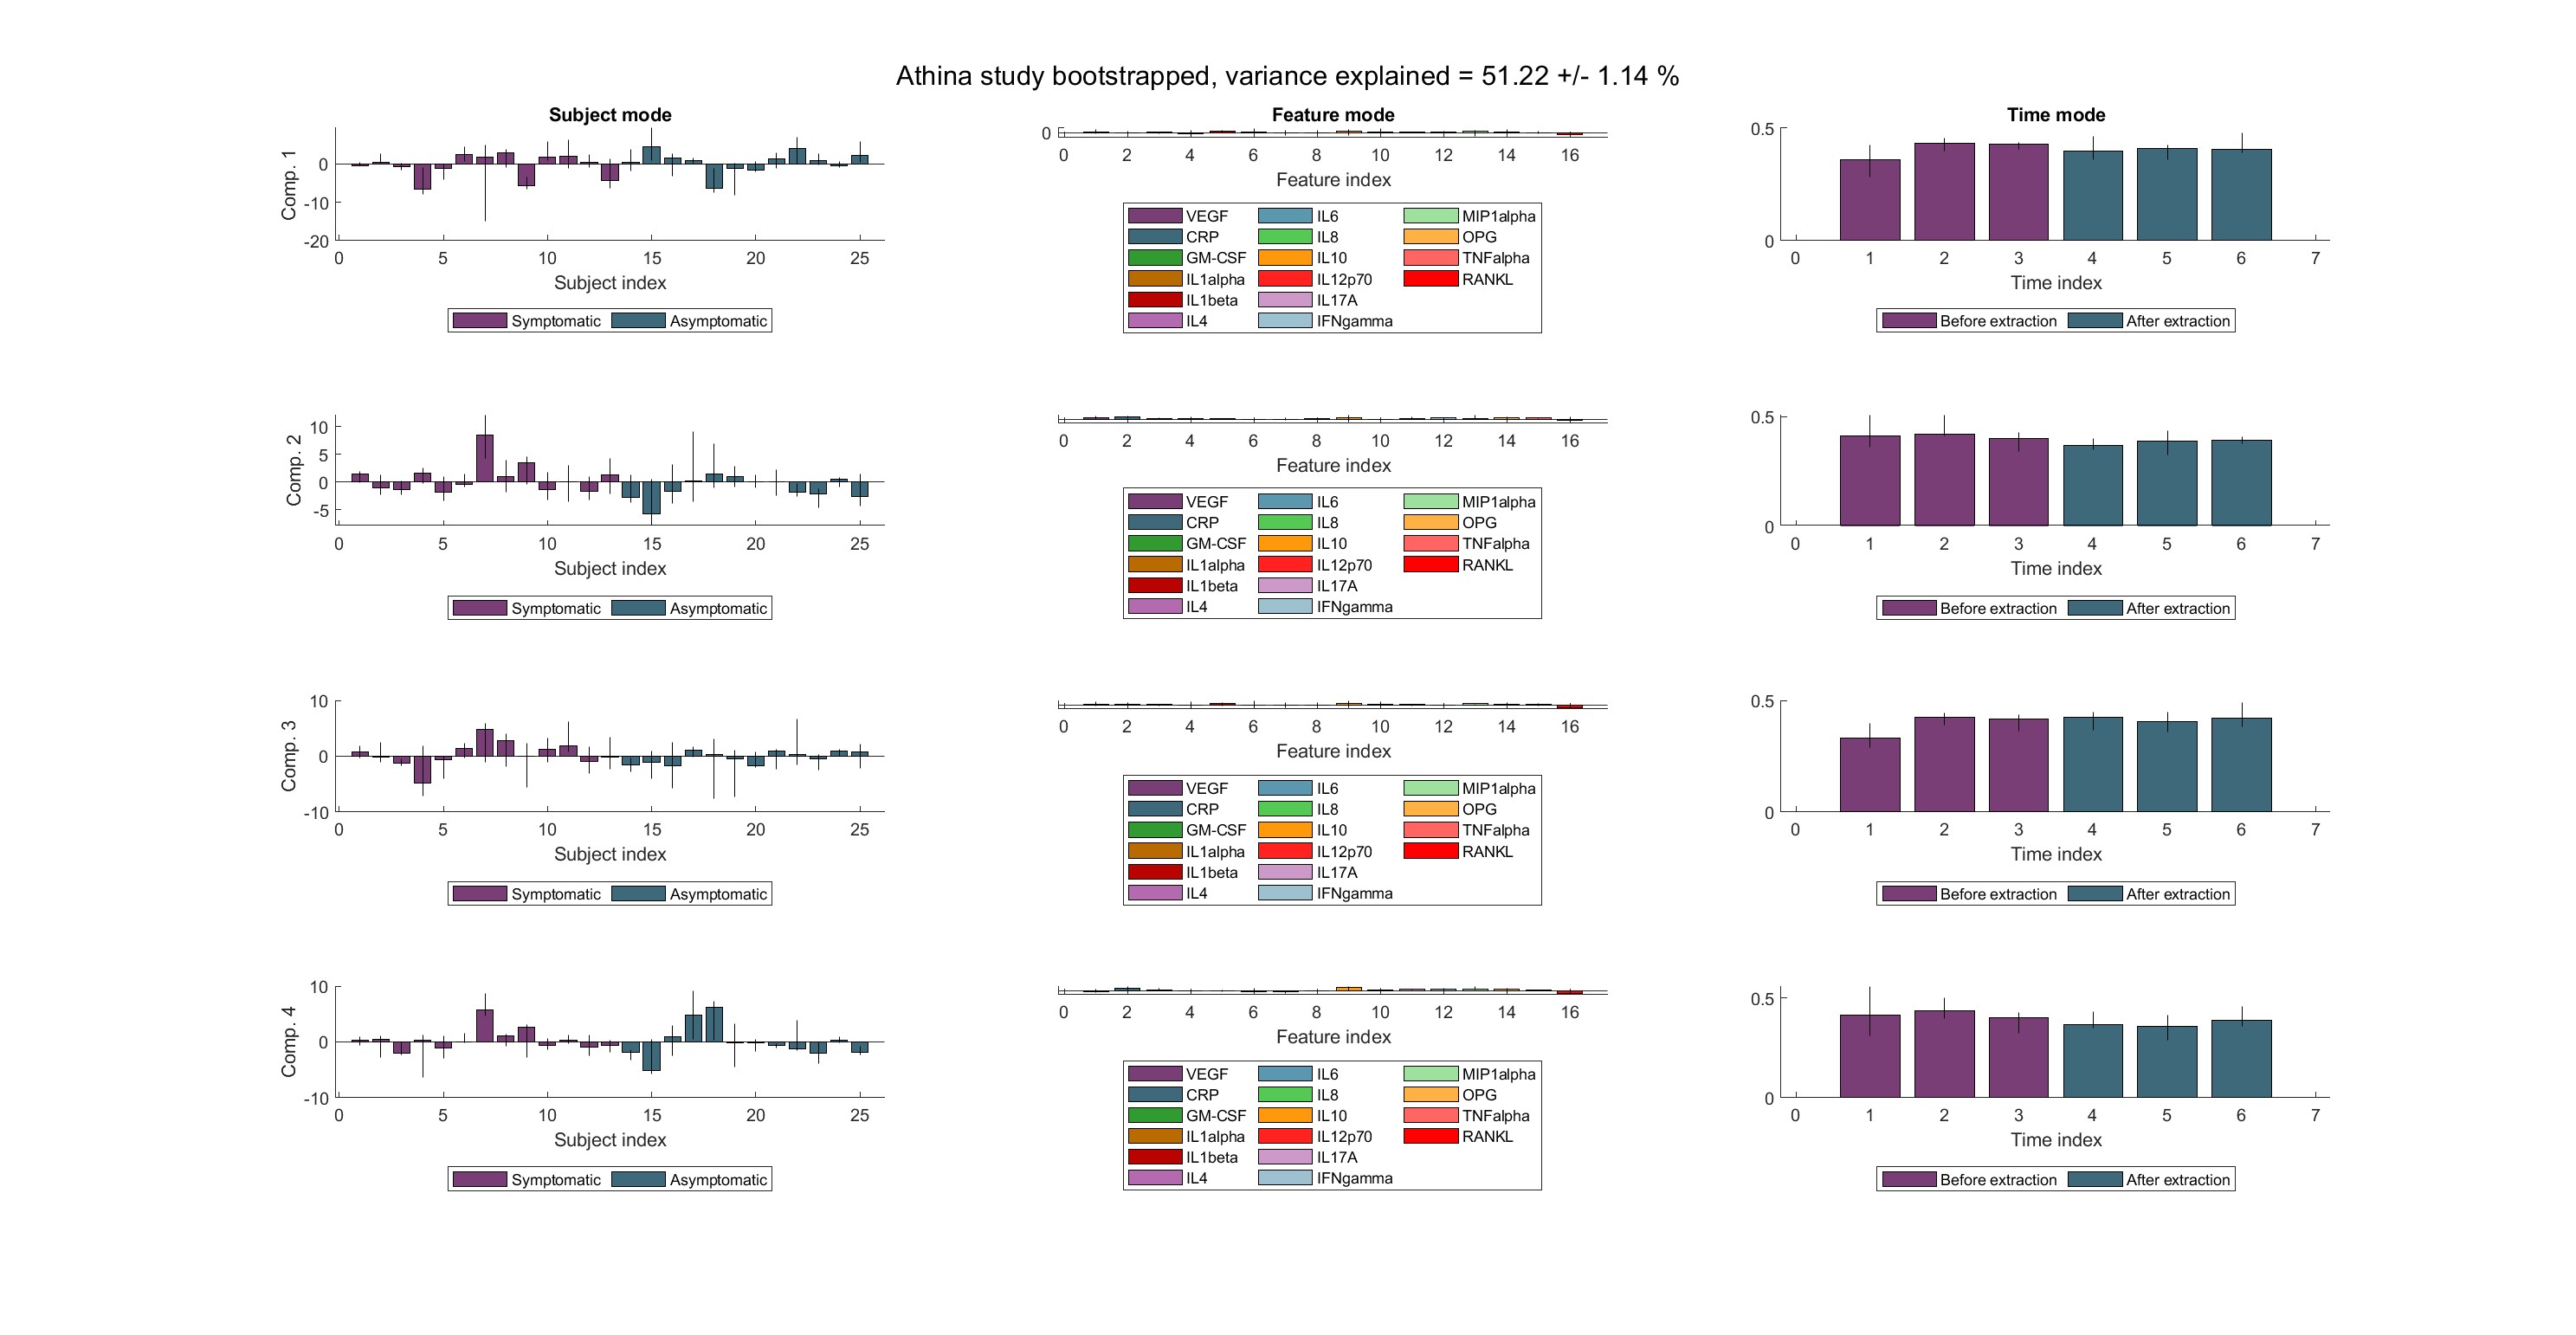 Athina study bootstrapped, variance explained = 51.22 +/- 1.14 %
Subject mode
Comp. 1
0
-10
-20
0 5 10 15 20 25
Subject index
Symptomatic Asymptomatic
Feature mode
0
0 2 4 6 8 10 12 14 16
Feature index
VEGF IL6 MIP1alpha
CRP IL8 OPG
GM-CSF IL10 TNFalpha
IL1alpha IL12p70 RANKL
IL1beta IL17A
IL4 IFNgamma
Time mode
0.5
0
0 1 2 3 4 5 6 7
Time index
Before extraction After extraction
Comp. 2
10
5
0
-5
0 5 10 15 20 25
Subject index
Symptomatic Asymptomatic
0 2 4 6 8 10 12 14 16
Feature index
VEGF IL6 MIP1alpha
CRP IL8 OPG
GM-CSF IL10 TNFalpha
IL1alpha IL12p70 RANKL
IL1beta IL17A
IL4 IFNgamma
0.5
0
0 1 2 3 4 5 6 7
Time index
Before extraction After extraction
Comp. 3
10
0
-10
0 5 10 15 20 25
Subject index
Symptomatic Asymptomatic
0 2 4 6 8 10 12 14 16
Feature index
VEGF IL6 MIP1alpha
CRP IL8 OPG
GM-CSF IL10 TNFalpha
IL1alpha IL12p70 RANKL
IL1beta IL17A
IL4 IFNgamma
0.5
0
0 1 2 3 4 5 6 7
Time index
Before extraction After extraction
Comp. 4
10
0
-10
0 5 10 15 20 25
Subject index
Symptomatic Asymptomatic
0 2 4 6 8 10 12 14 16
Feature index
VEGF IL6 MIP1alpha
CRP IL8 OPG
GM-CSF IL10 TNFalpha
IL1alpha IL12p70 RANKL
IL1beta IL17A
IL4 IFNgamma
0.5
0
0 1 2 3 4 5 6 7
Time index
Before extraction After extraction